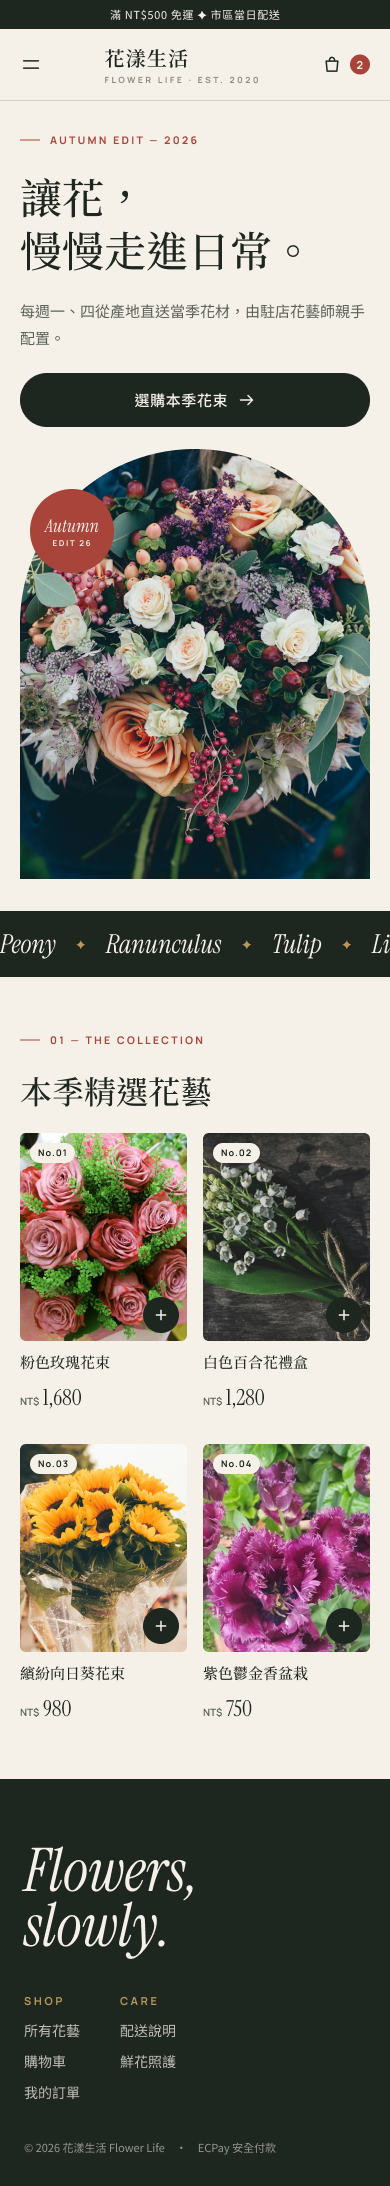 滿 NT$500 免運 ✦ 市區當日配送
花漾生活
FLOWER LIFE · EST. 2020
2
AUTUMN EDIT — 2026
讓花，
慢慢走進日常。
每週一、四從產地直送當季花材，由駐店花藝師親手
配置。
選購本季花束 →
Autumn
EDIT 26
Peony ✦ Ranunculus ✦ Tulip ✦ Li
01 — THE COLLECTION
本季精選花藝
No.01
粉色玫瑰花束
NT$ 1,680
No.02
白色百合花禮盒
NT$ 1,280
No.03
繽紛向日葵花束
NT$ 980
No.04
紫色鬱金香盆栽
NT$ 750
Flowers,
slowly.
SHOP
所有花藝
購物車
我的訂單
CARE
配送說明
鮮花照護
© 2026 花漾生活 Flower Life · ECPay 安全付款